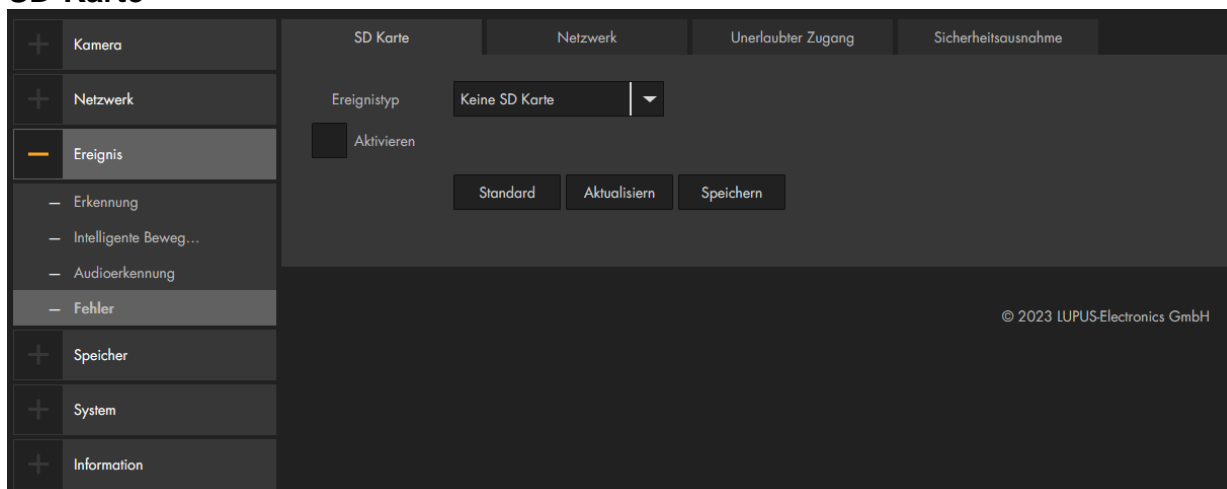 SD-Karte
Kamera
Netzwerk
Ereignis
Erkennung
Intelligente Beweg...
Audioerkennung
Fehler
Speicher
System
Information
SD Karte Netzwerk Unerlaubter Zugang Sicherheitsausnahme
Ereignistyp Keine SD Karte
Aktivieren
Standard Aktualisiern Speichern
© 2023 LUPUS-Electronics GmbH